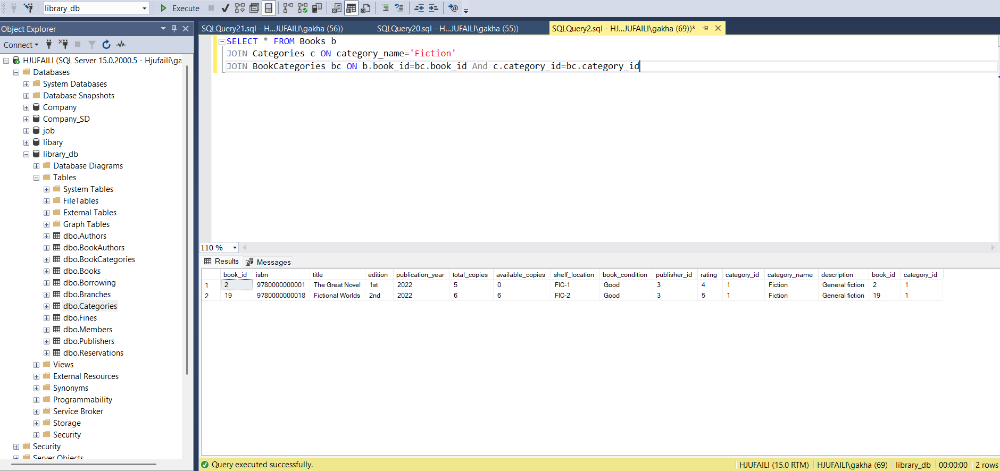 library_db Execute
Object Explorer
SQLQuery21.sql - H...JUFAILI\gakha (56)) SQLQuery20.sql - H...JUFAILI\gakha (55)) SQLQuery2.sql - HJ...JUFAILI\gakha (69))*
Connect
HJUFAILI (SQL Server 15.0.2000.5 - Hjufaili\ga
Databases
System Databases
Database Snapshots
Company
Company_SD
job
libary
library_db
Database Diagrams
Tables
System Tables
FileTables
External Tables
Graph Tables
dbo.Authors
dbo.BookAuthors
dbo.BookCategories
dbo.Books
dbo.Borrowing
dbo.Branches
dbo.Categories
dbo.Fines
dbo.Members
dbo.Publishers
dbo.Reservations
Views
External Resources
Synonyms
Programmability
Service Broker
Storage
Security
Security
Server Objects
SELECT * FROM Books b
JOIN Categories c ON category_name='Fiction'
JOIN BookCategories bc ON b.book_id=bc.book_id And c.category_id=bc.category_id
110 %
Results Messages
book_id isbn title edition publication_year total_copies available_copies shelf_location book_condition publisher_id rating category_id category_name description book_id category_id
1 2 9780000000001 The Great Novel 1st 2022 5 0 FIC-1 Good 3 4 1 Fiction General fiction 2 1
2 19 9780000000018 Fictional Worlds 2nd 2022 6 6 FIC-2 Good 3 5 1 Fiction General fiction 19 1
Query executed successfully. HJUFAILI (15.0 RTM) HJUFAILI\gakha (69) library_db 00:00:00 2 rows